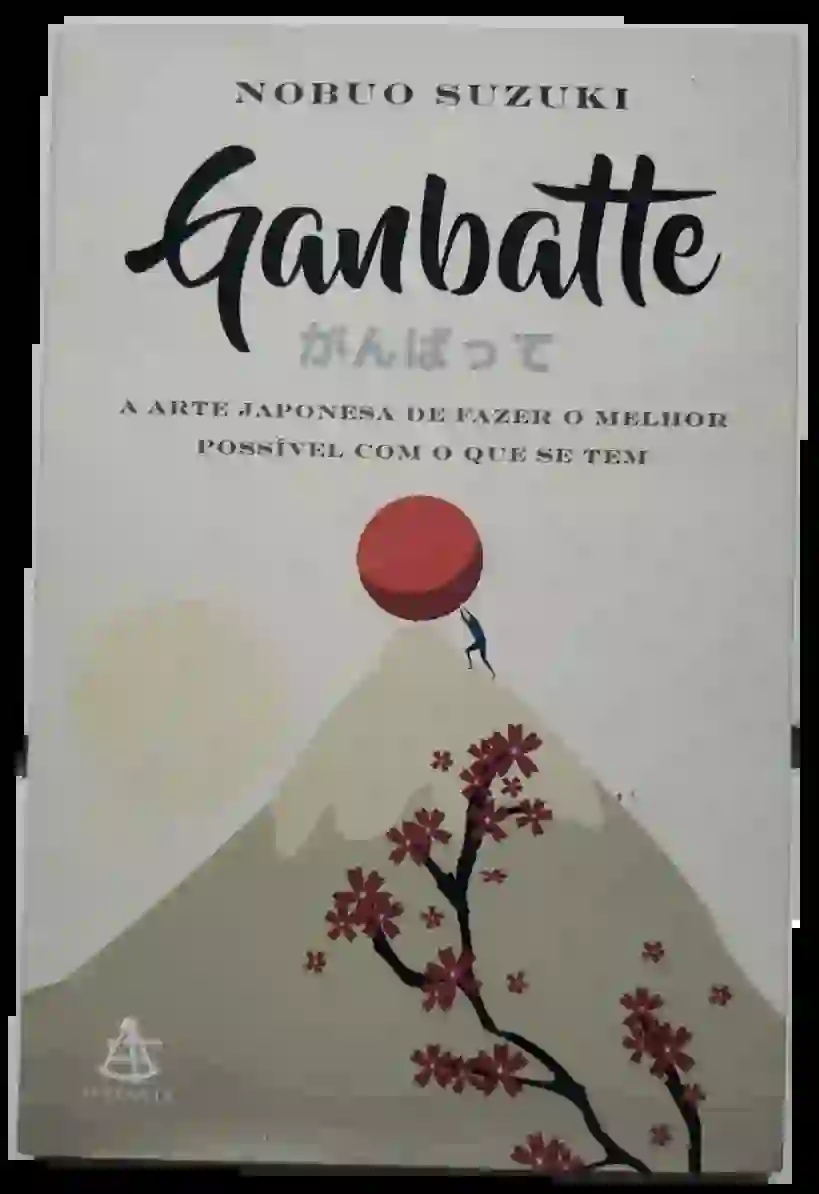 NOBUO SUZUKI
Ganbatte
がんばって
A ARTE JAPONESA DE FAZER O MELHOR
POSSÍVEL COM O QUE SE TEM